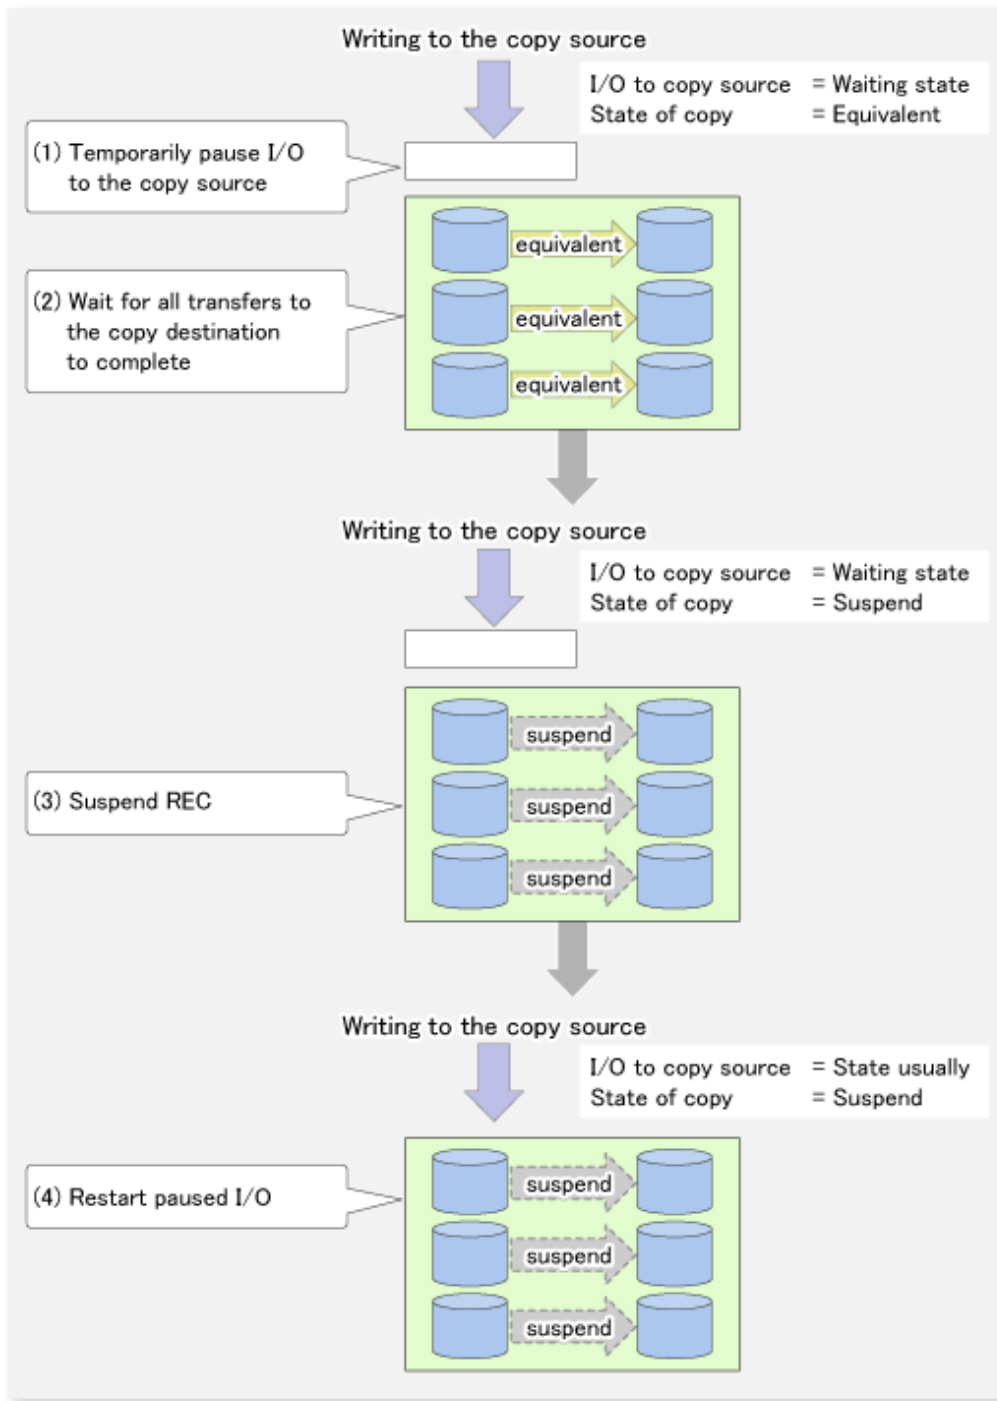 Writing to the copy source
I/O to copy source = Waiting state
State of copy = Equivalent
(1) Temporarily pause I/O
to the copy source
equivalent
(2) Wait for all transfers to
the copy destination
to complete
equivalent
equivalent
Writing to the copy source
I/O to copy source = Waiting state
State of copy = Suspend
suspend
(3) Suspend REC
suspend
suspend
Writing to the copy source
I/O to copy source = State usually
State of copy = Suspend
(4) Restart paused I/O
suspend
suspend
suspend